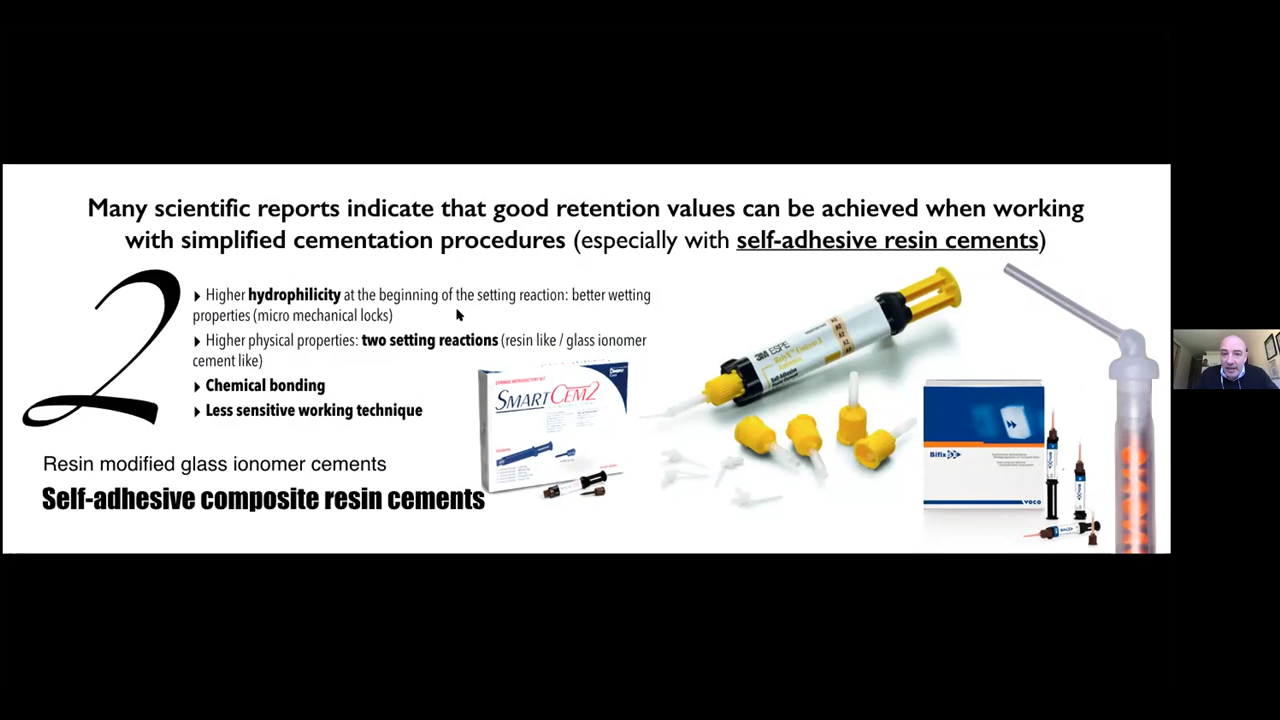 Many scientific reports indicate that good retention values can be achieved when working
with simplified cementation procedures (especially with self-adhesive resin cements)
2
Higher hydrophilicity at the beginning of the setting reaction: better wetting
properties (micro mechanical locks)
Higher physical properties: two setting reactions (resin like / glass ionomer
cement like)
Chemical bonding
Less sensitive working technique
Resin modified glass ionomer cements
Self-adhesive composite resin cements
SMARTCEM2
3M ESPE
Bifix
VOCO